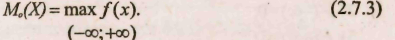 Mₒ(X) = max f(x). (2.7.3)
(−∞;+∞)